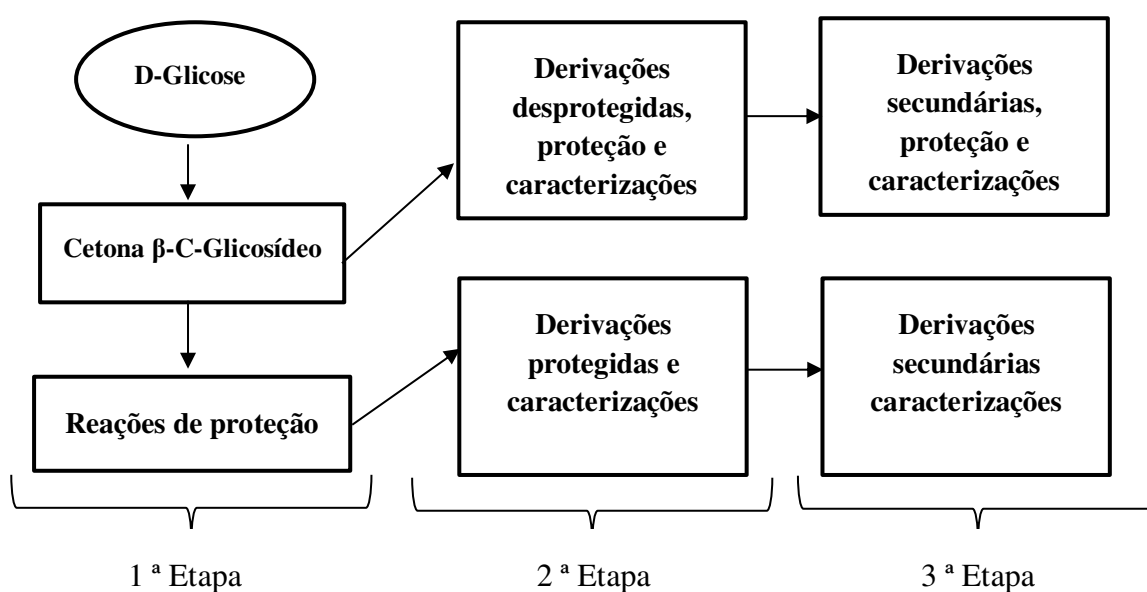 D-Glicose
Cetona β-C-Glicosídeo
Reações de proteção
Derivações
desprotegidas,
proteção e
caracterizações
Derivações
secundárias,
proteção e
caracterizações
Derivações
protegidas e
caracterizações
Derivações
secundárias
caracterizações
1 ª Etapa
2 ª Etapa
3 ª Etapa